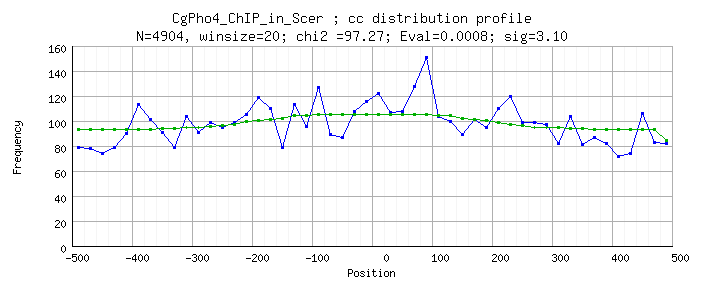 CgPho4_ChIP_in_Scer ; cc distribution profile
N=4904, winsize=20; chi2 =97.27; Eval=0.0008; sig=3.10
160
140
120
100
80
60
40
20
0
Frequency
-500 -400 -300 -200 -100 0 100 200 300 400 500
Position